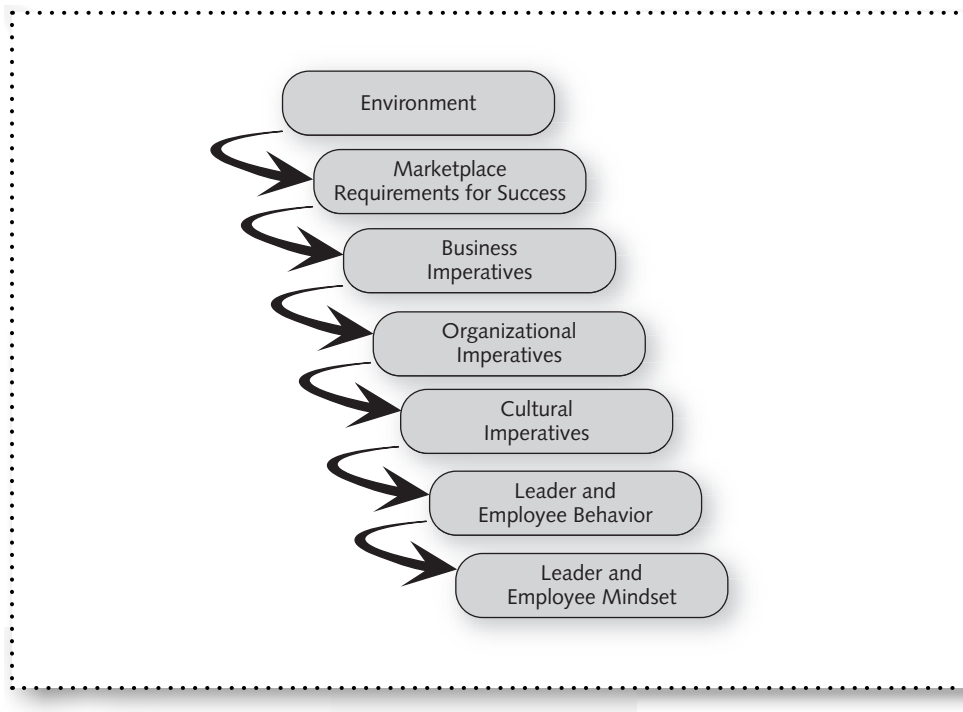 Environment
Marketplace
Requirements for Success
Business
Imperatives
Organizational
Imperatives
Cultural
Imperatives
Leader and
Employee Behavior
Leader and
Employee Mindset